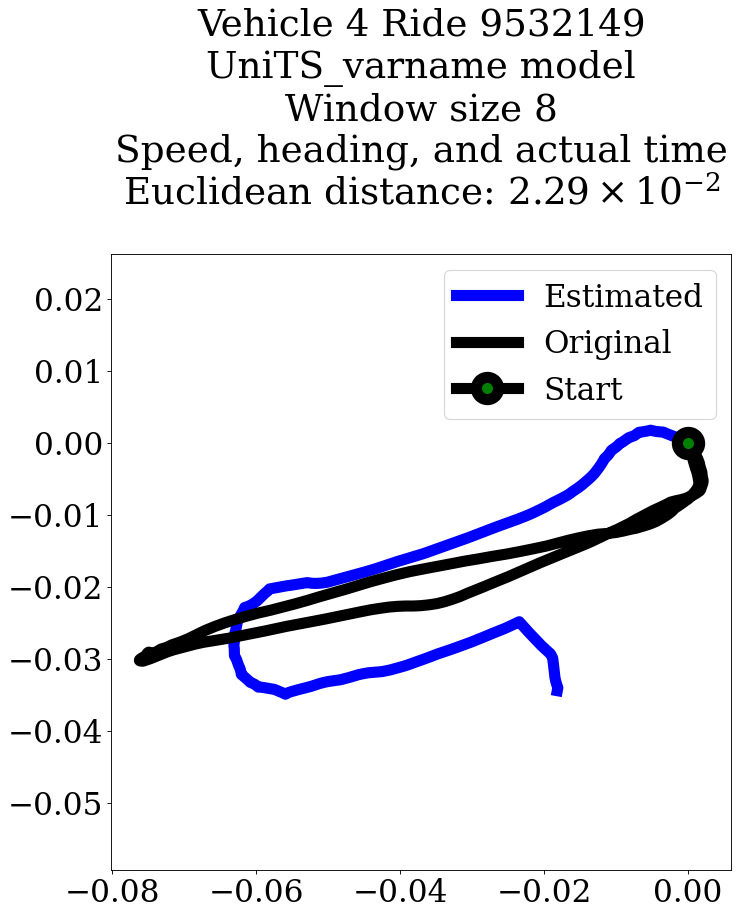 Vehicle 4 Ride 9532149
UniTS_varname model
Window size 8
Speed, heading, and actual time
Euclidean distance: 2.29 × 10⁻²
Estimated
Original
Start
0.02
0.01
0.00
−0.01
−0.02
−0.03
−0.04
−0.05
−0.08 −0.06 −0.04 −0.02 0.00